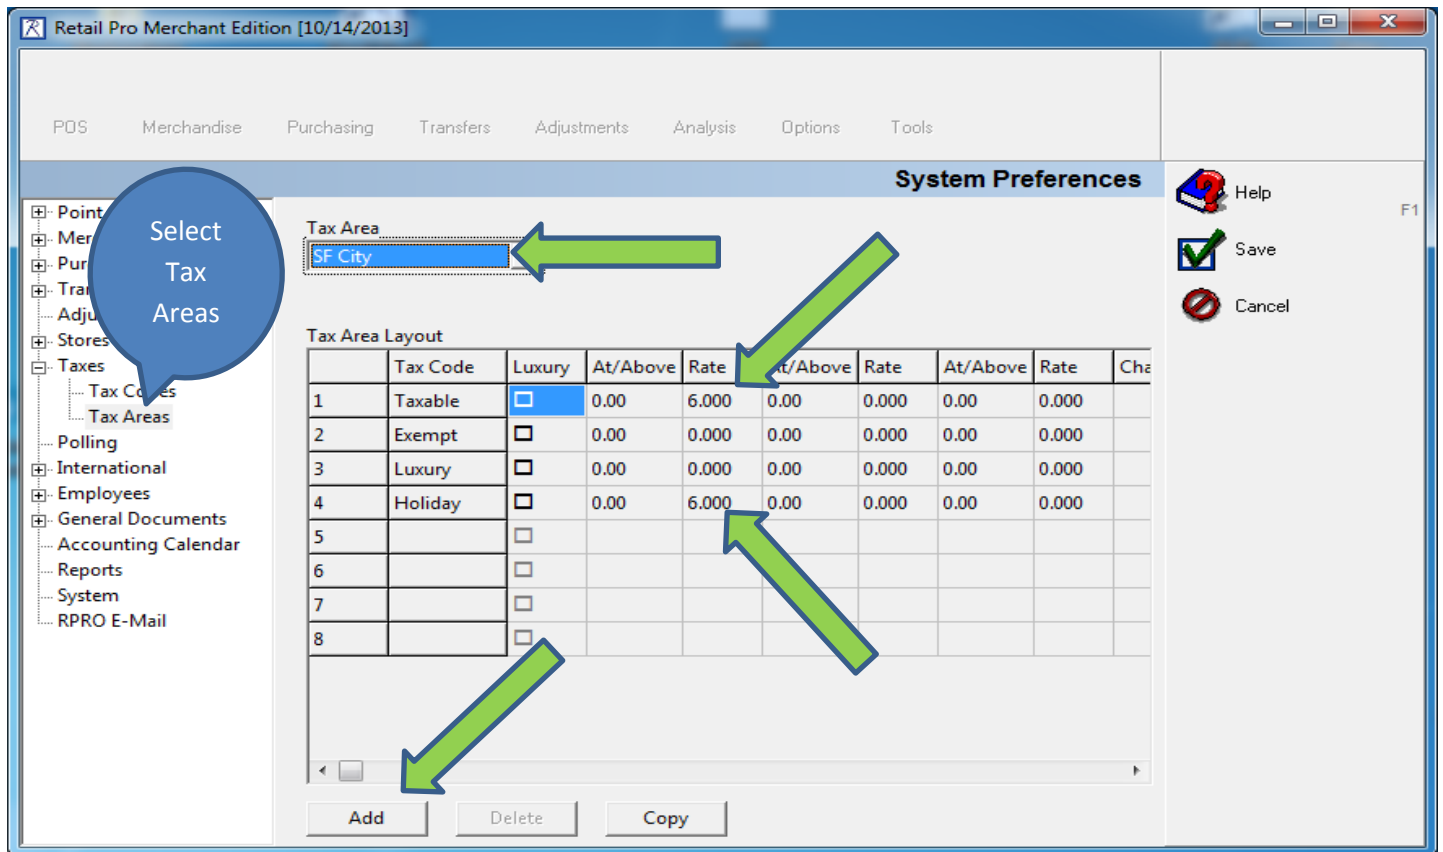 Retail Pro Merchant Edition [10/14/2013]
POS Merchandise Purchasing Transfers Adjustments Analysis Options Tools
System Preferences
Help
F1
Save
Cancel
Select
Tax
Areas
Point
Mer
Pur
Adju
Stores
Taxes
Tax
Tax Areas
Polling
International
Employees
General Documents
Accounting Calendar
Reports
System
RPRO E-Mail
Tax Area
SF City
Tax Area Layout
Tax Code Luxury At/Above Rate At/Above Rate At/Above Rate Cha
1 Taxable 0.00 6.000 0.00 0.000 0.00 0.000
2 Exempt 0.00 0.000 0.00 0.000 0.00 0.000
3 Luxury 0.00 0.000 0.00 0.000 0.00 0.000
4 Holiday 0.00 6.000 0.00 0.000 0.00 0.000
5
6
7
8
Add Delete Copy